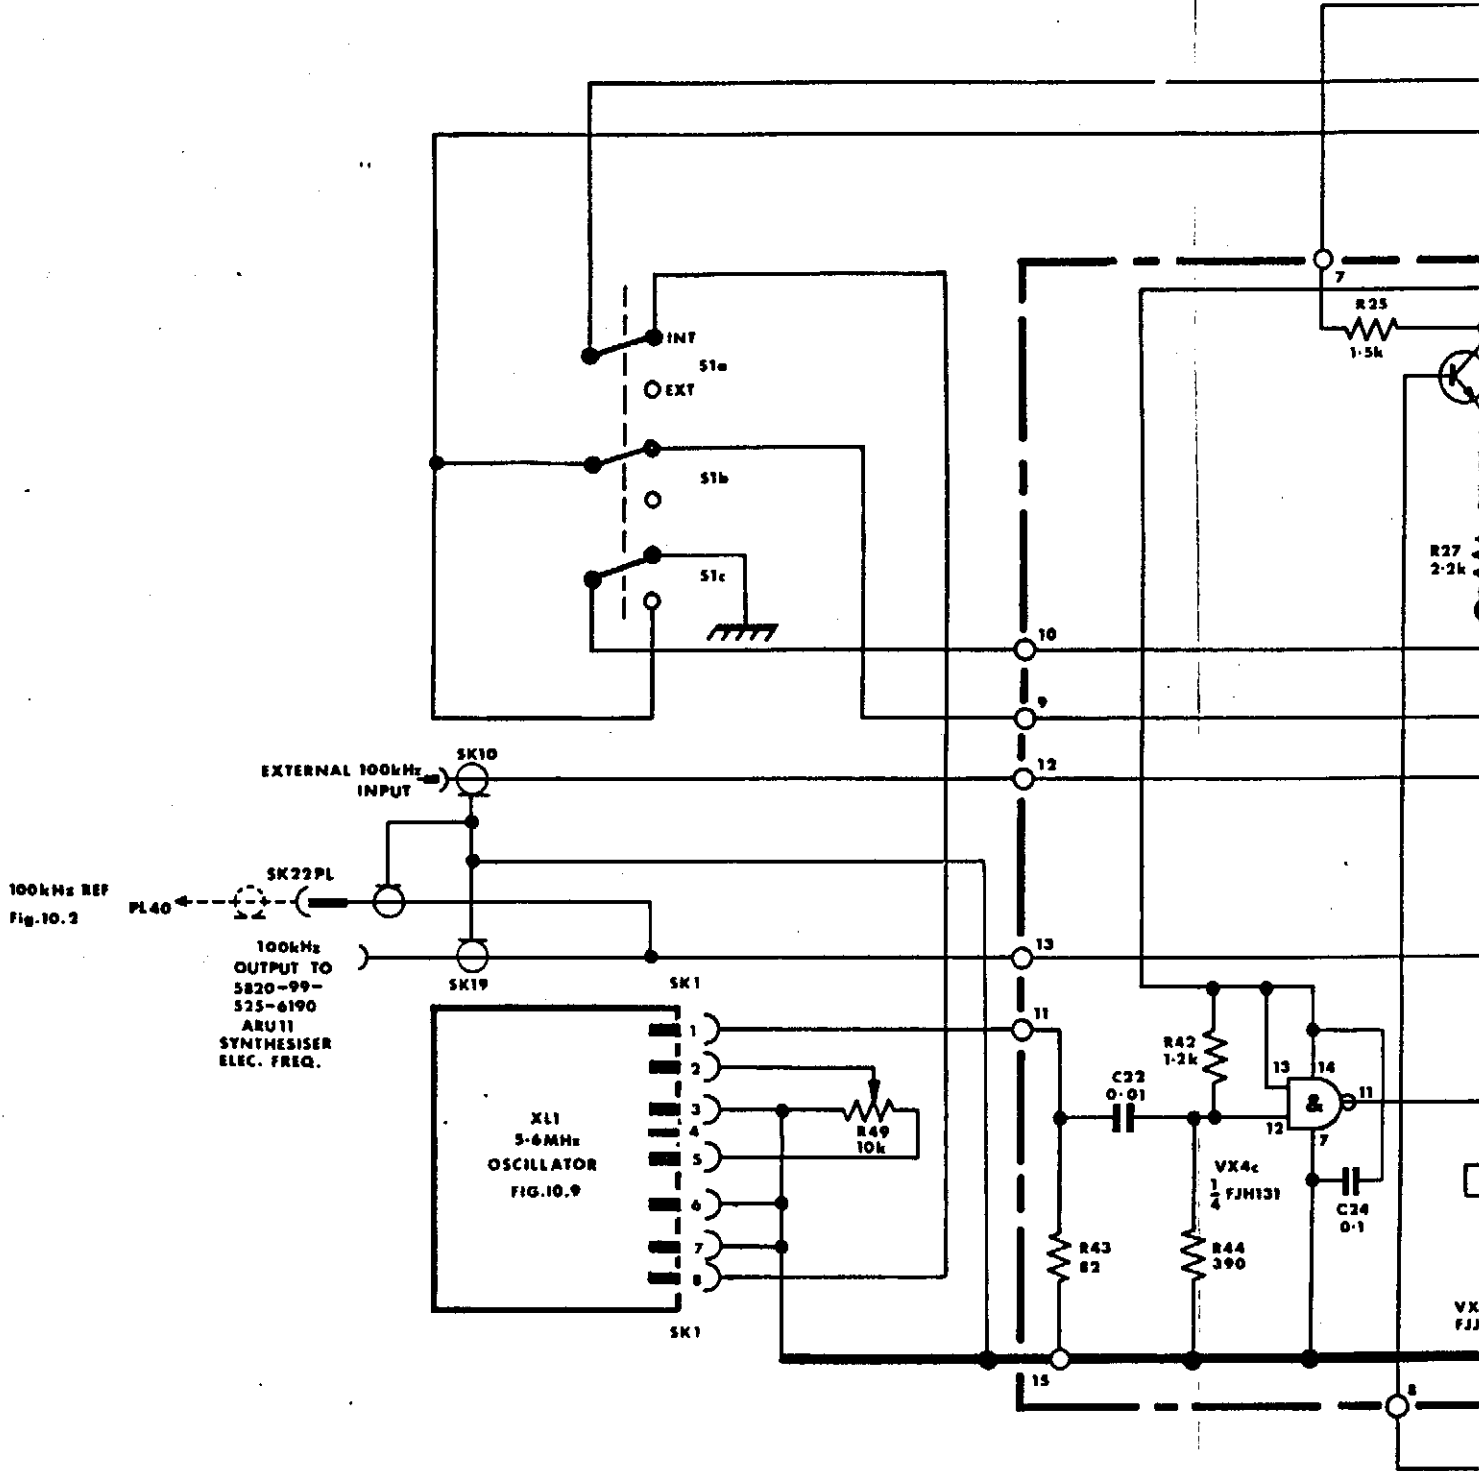 7
R25
1·5k
INT
S1a
EXT
S1b
R27
2·2k
S1c
10
9
SK10
EXTERNAL 100kHz
INPUT
12
SK22PL
100kHz REF
Fig.10.2
PL40
100kHz
OUTPUT TO
5820-99-
525-6190
ARU11
SYNTHESISER
ELEC. FREQ.
SK19
13
SK1
11
1
2
3
4
5
6
7
8
XL1
5·6MHz
OSCILLATOR
FIG.10.9
R49
10k
SK1
R42
1·2k
C22
0·01
13
14
&
11
12
7
VX4c
1/4 FJH131
C24
0·1
R43
82
R44
390
VX
FJJ
15
8